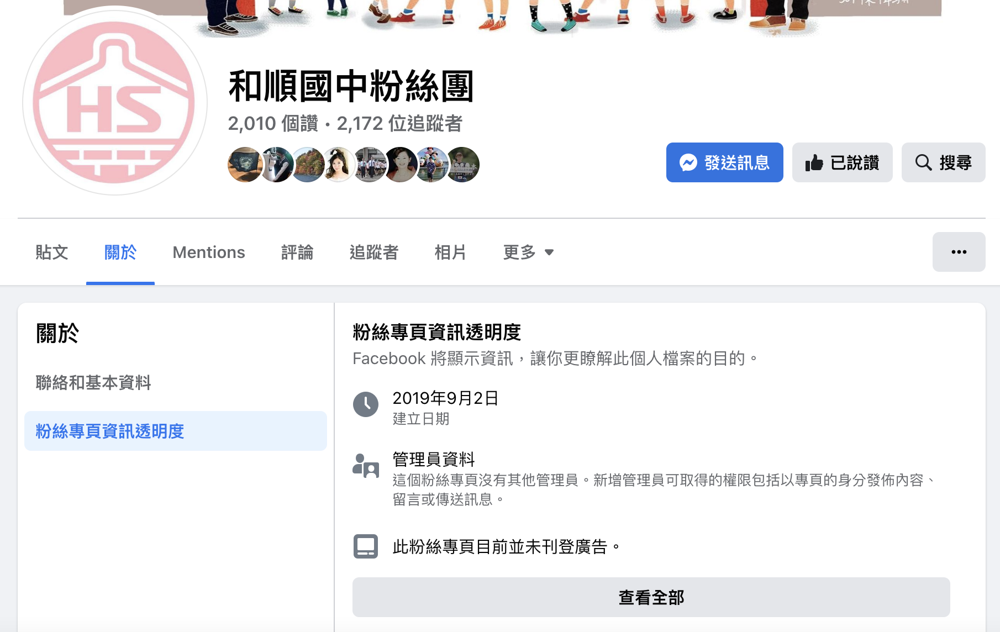 HS
和順國中粉絲團
2,010 個讚 · 2,172 位追蹤者
發送訊息
已說讚
搜尋
貼文
關於
Mentions
評論
追蹤者
相片
更多
關於
聯絡和基本資料
粉絲專頁資訊透明度
粉絲專頁資訊透明度
Facebook 將顯示資訊，讓你更瞭解此個人檔案的目的。
2019年9月2日
建立日期
管理員資料
這個粉絲專頁沒有其他管理員。新增管理員可取得的權限包括以專頁的身分發佈內容、
留言或傳送訊息。
此粉絲專頁目前並未刊登廣告。
查看全部